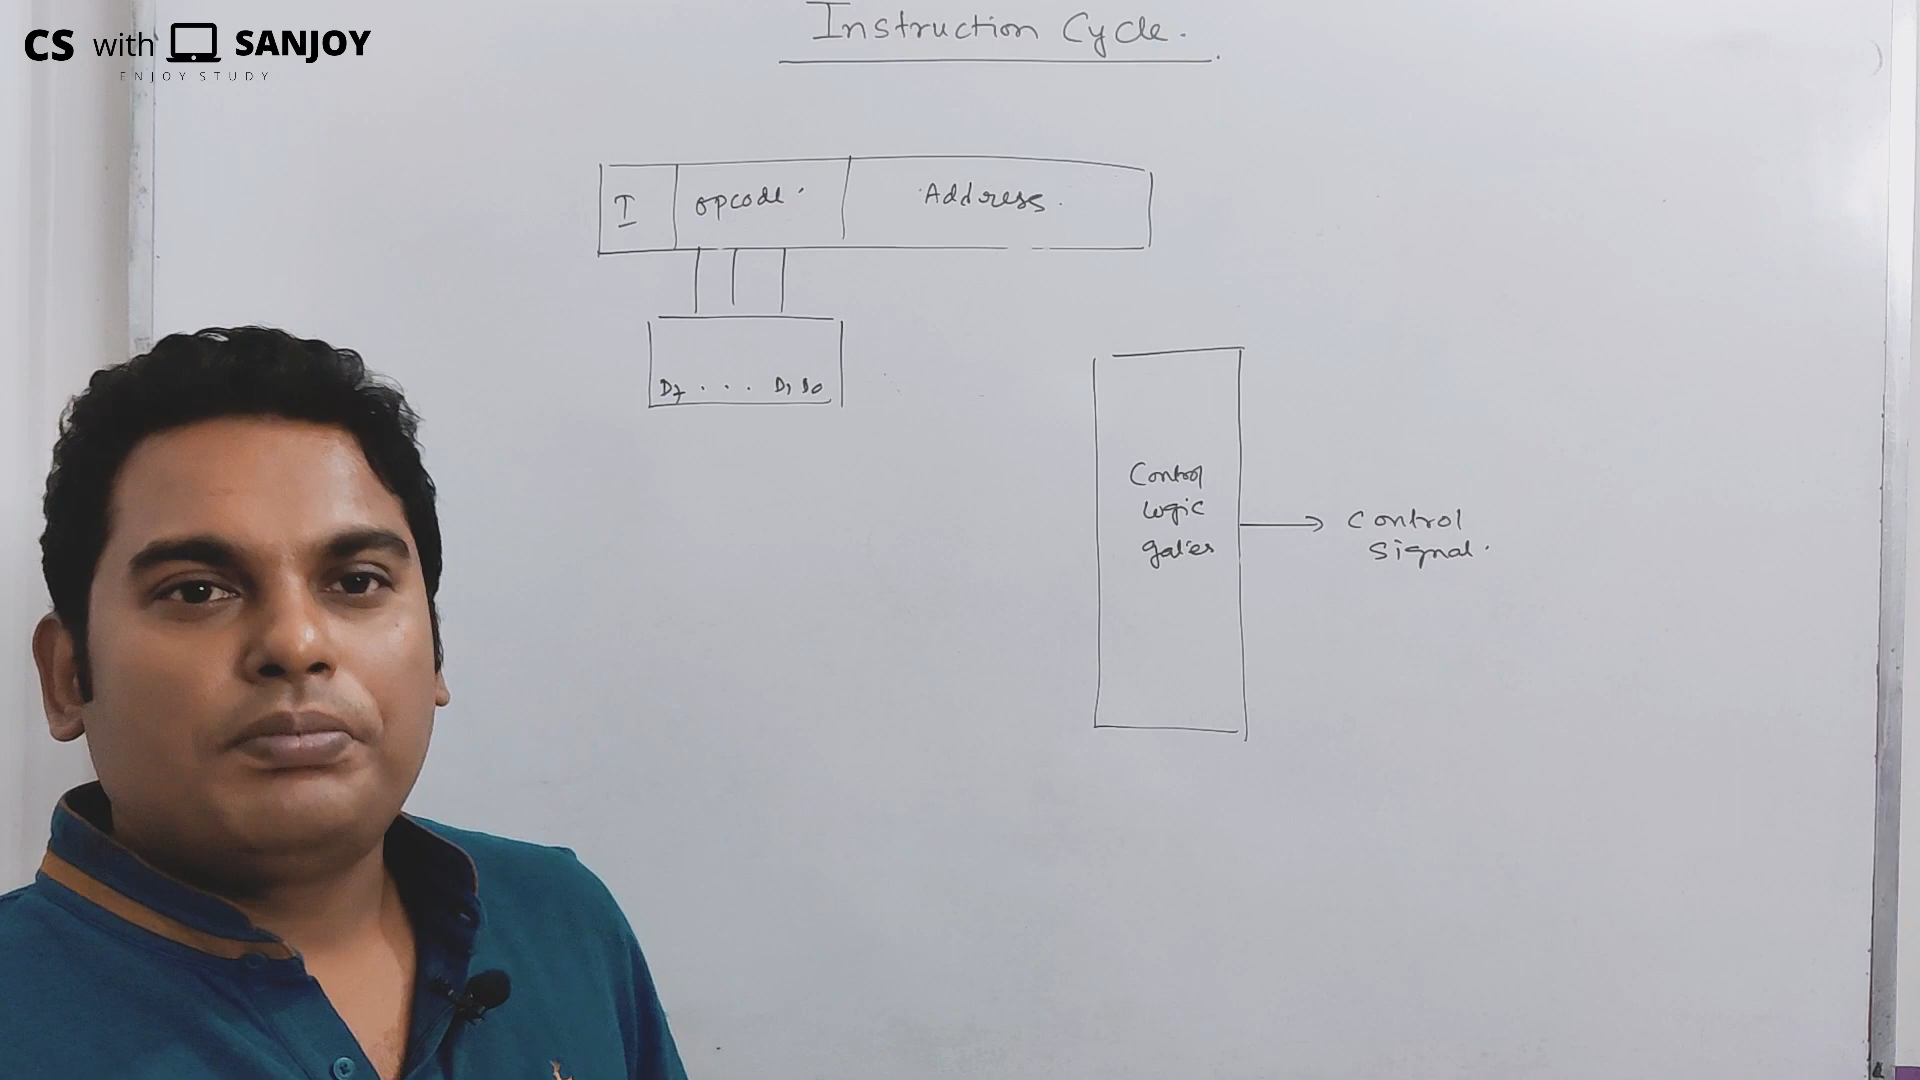 CS with SANJOY
ENJOY STUDY
Instruction Cycle.
I opcode. Address.
D7 . . . D1 D0
Control
logic
gates
Control
Signal.